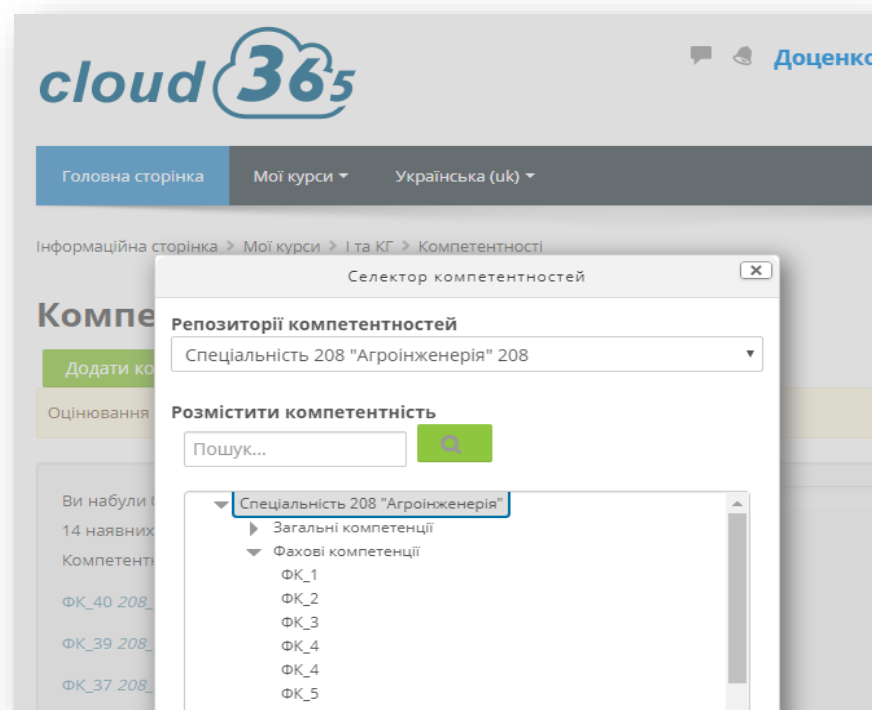 cloud 365
Доценко
Головна сторінка Мої курси Українська (uk)
Інформаційна сторінка > Мої курси > І та КГ > Компетентності
Селектор компетентностей
Компе
Репозиторії компетентностей
Спеціальність 208 "Агроінженерія" 208
Додати ко
Оцінювання
Розмістити компетентність
Пошук...
Ви набули
14 наявних
Компетент
ФК_40 208_
ФК_39 208_
ФК_37 208_
Спеціальність 208 "Агроінженерія"
Загальні компетенції
Фахові компетенції
ФК_1
ФК_2
ФК_3
ФК_4
ФК_4
ФК_5